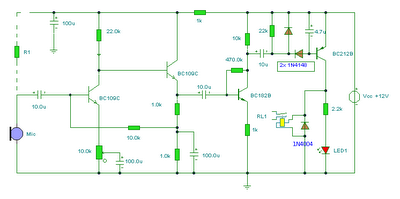 1k
100u
22.0k
R1
10k
22k
4.7u
BC212B
470.0k
10u
2x 1N4148
BC109C
10.0u
BC109C
10.0u
BC182B
Vcc +12V
1.0k
2.2k
RL1
Mic
10.0k
1k
1N4004
10.0k
100.0u
1.0k
100.0u
LED1